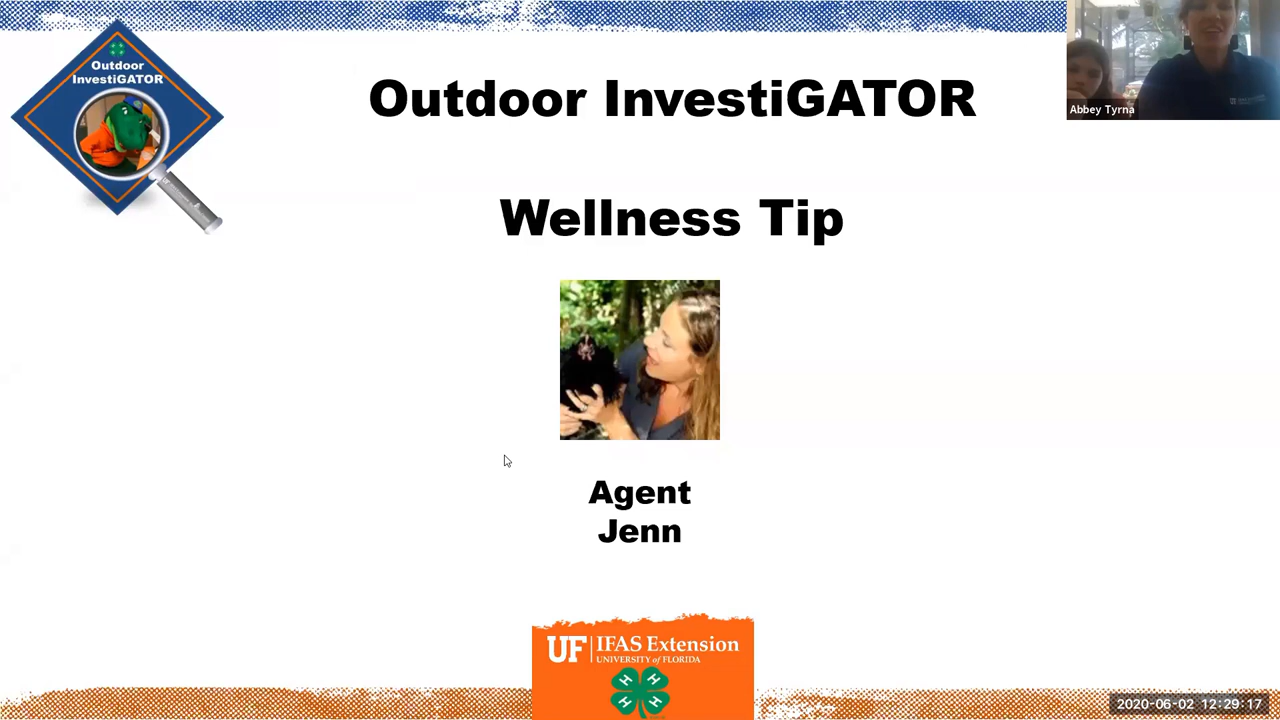 Outdoor
InvestiGATOR
Outdoor InvestiGATOR
Abbey Tyrna
Wellness Tip
Agent
Jenn
UF IFAS Extension
UNIVERSITY of FLORIDA
H H
H H
2020-06-02 12:29:17